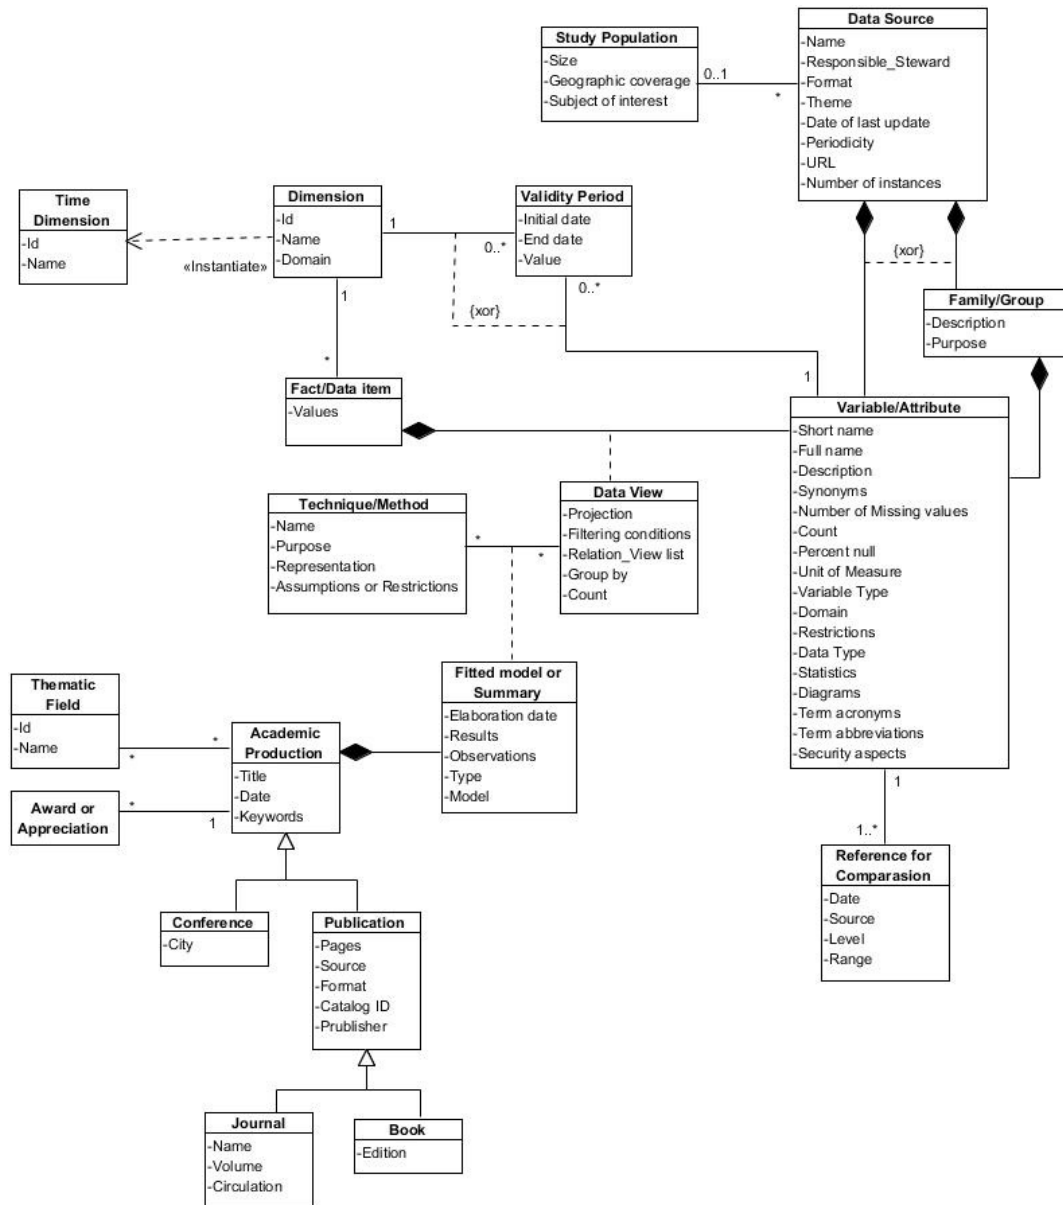 Data Source
-Name
-Responsible_Steward
-Format
-Theme
-Date of last update
-Periodicity
-URL
-Number of instances
Study Population
-Size
-Geographic coverage
-Subject of interest
0..1
*
Time
Dimension
-Id
-Name
«Instantiate»
Dimension
-Id
-Name
-Domain
1
0..*
Validity Period
-Initial date
-End date
-Value
0..*
{xor}
{xor}
1
*
1
Family/Group
-Description
-Purpose
Fact/Data item
-Values
Variable/Attribute
-Short name
-Full name
-Description
-Synonyms
-Number of Missing values
-Count
-Percent null
-Unit of Measure
-Variable Type
-Domain
-Restrictions
-Data Type
-Statistics
-Diagrams
-Term acronyms
-Term abbreviations
-Security aspects
Technique/Method
-Name
-Purpose
-Representation
-Assumptions or Restrictions
*
*
Data View
-Projection
-Filtering conditions
-Relation_View list
-Group by
-Count
Thematic
Field
-Id
-Name
*
*
Academic
Production
-Title
-Date
-Keywords
Fitted model or
Summary
-Elaboration date
-Results
-Observations
-Type
-Model
Award or
Appreciation
*
1
1
1..*
Reference for
Comparasion
-Date
-Source
-Level
-Range
Conference
-City
Publication
-Pages
-Source
-Format
-Catalog ID
-Prublisher
Journal
-Name
-Volume
-Circulation
Book
-Edition